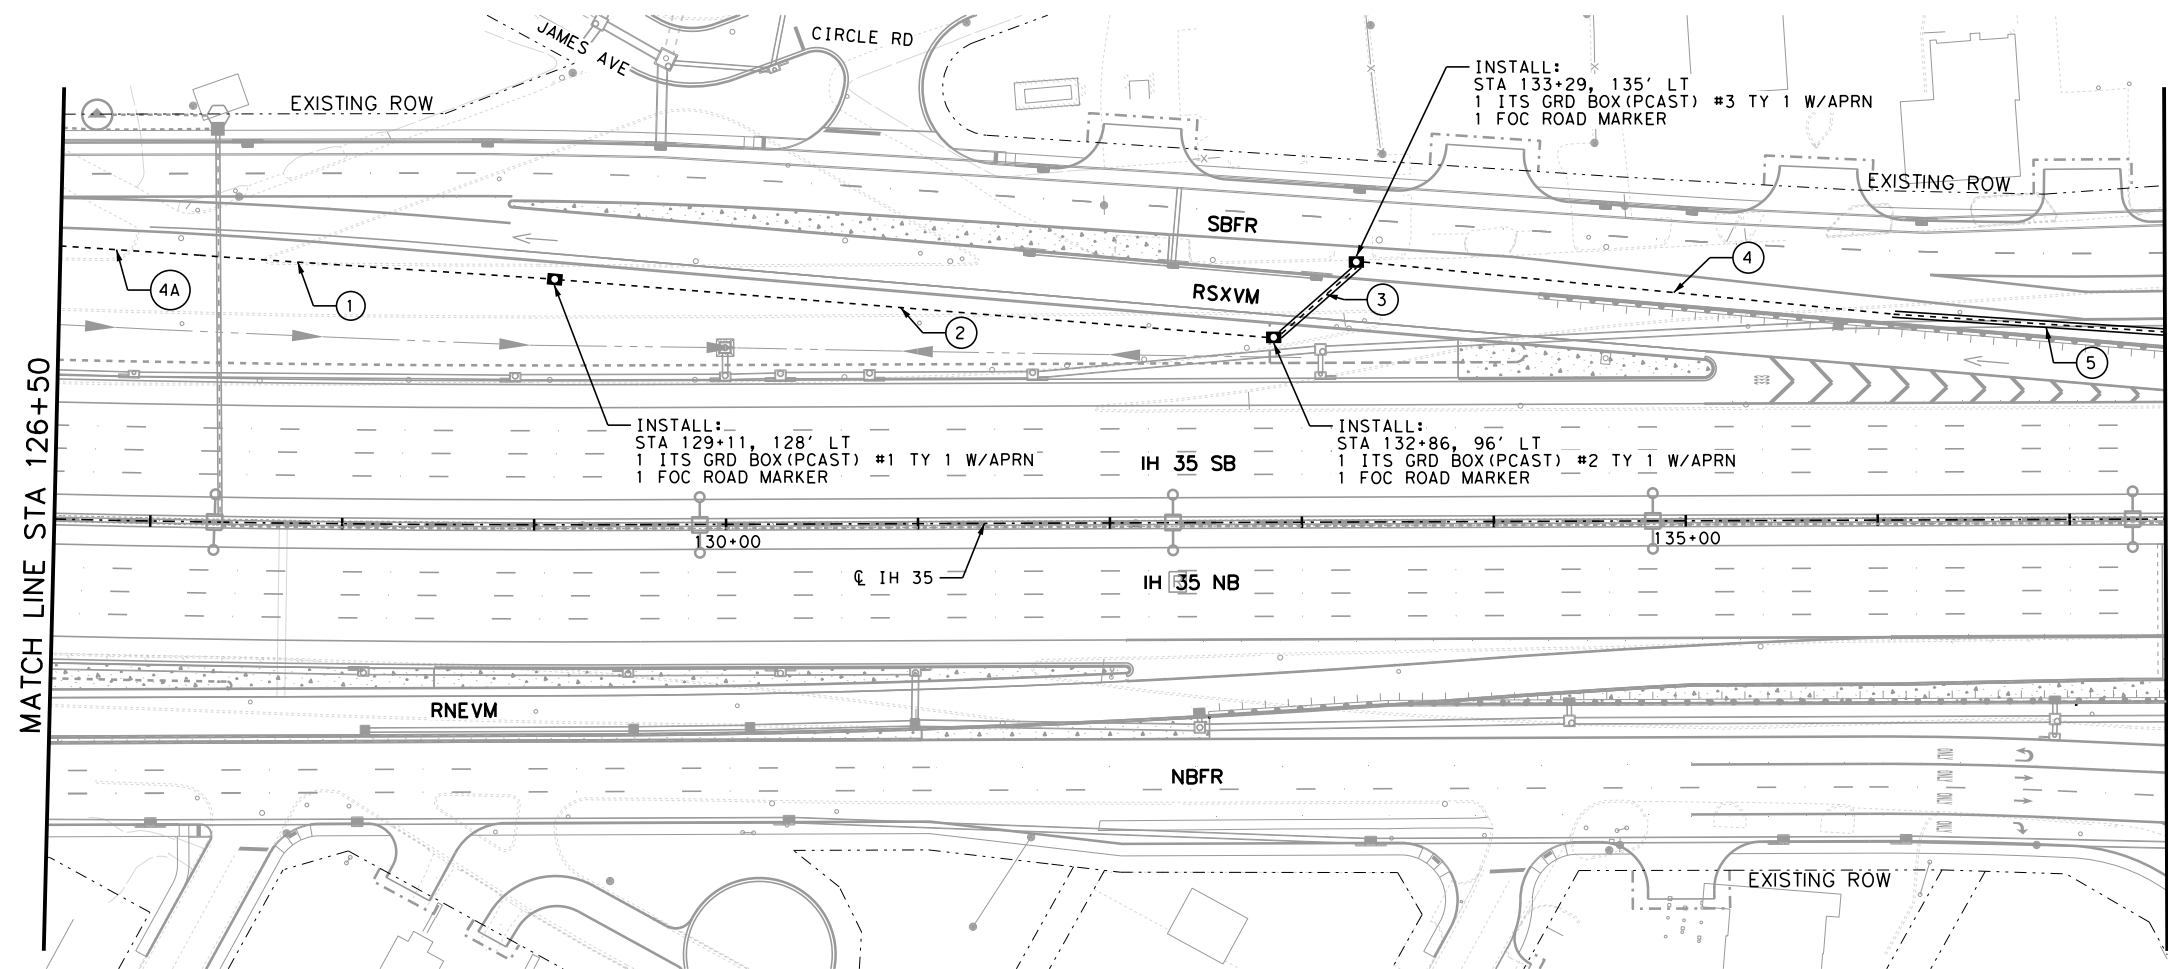 JAMES AVE
CIRCLE RD
EXISTING ROW
INSTALL:
STA 133+29, 135' LT
1 ITS GRD BOX(PCAST) #3 TY 1 W/APRN
1 FOC ROAD MARKER
EXISTING ROW
SBFR
RSXVM
4A
1
2
3
4
5
MATCH LINE STA 126+50
INSTALL:
STA 129+11, 128' LT
1 ITS GRD BOX(PCAST) #1 TY 1 W/APRN
1 FOC ROAD MARKER
INSTALL:
STA 132+86, 96' LT
1 ITS GRD BOX(PCAST) #2 TY 1 W/APRN
1 FOC ROAD MARKER
IH 35 SB
130+00
135+00
℄ IH 35
IH 35 NB
RNEVM
NBFR
EXISTING ROW